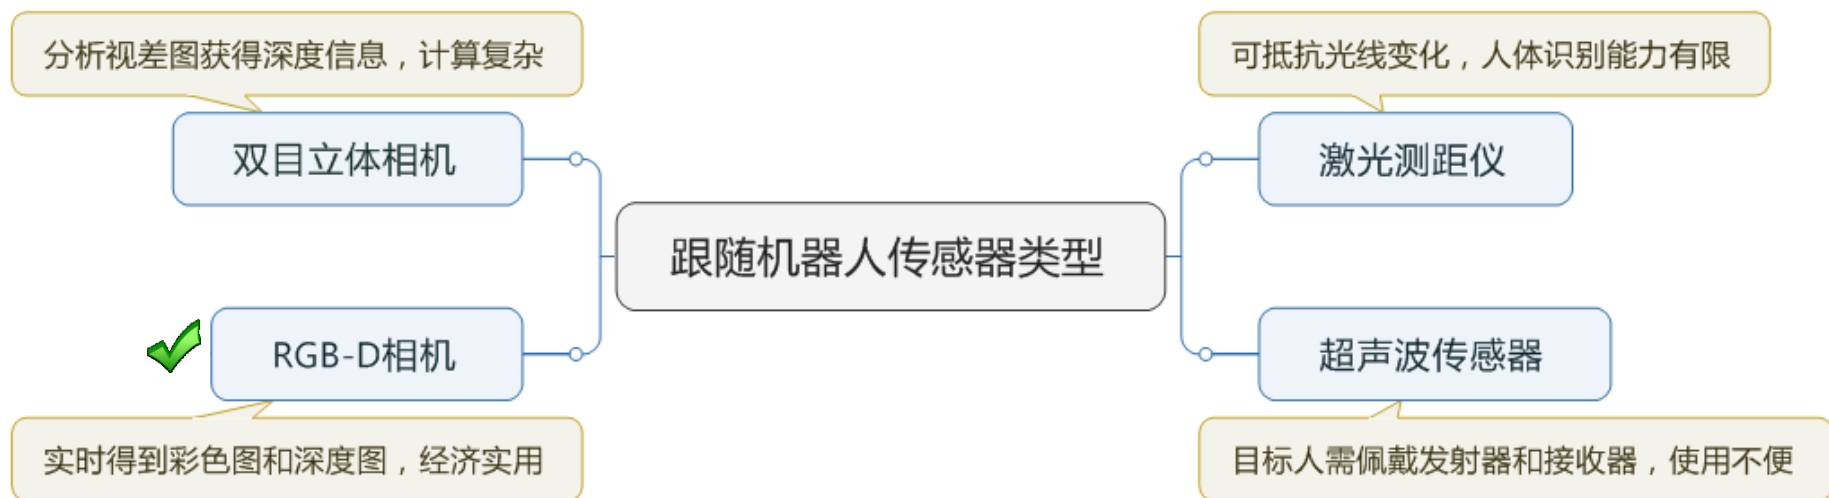 分析视差图获得深度信息，计算复杂
可抵抗光线变化，人体识别能力有限
双目立体相机
激光测距仪
跟随机器人传感器类型
RGB-D相机
超声波传感器
实时得到彩色图和深度图，经济实用
目标人需佩戴发射器和接收器，使用不便